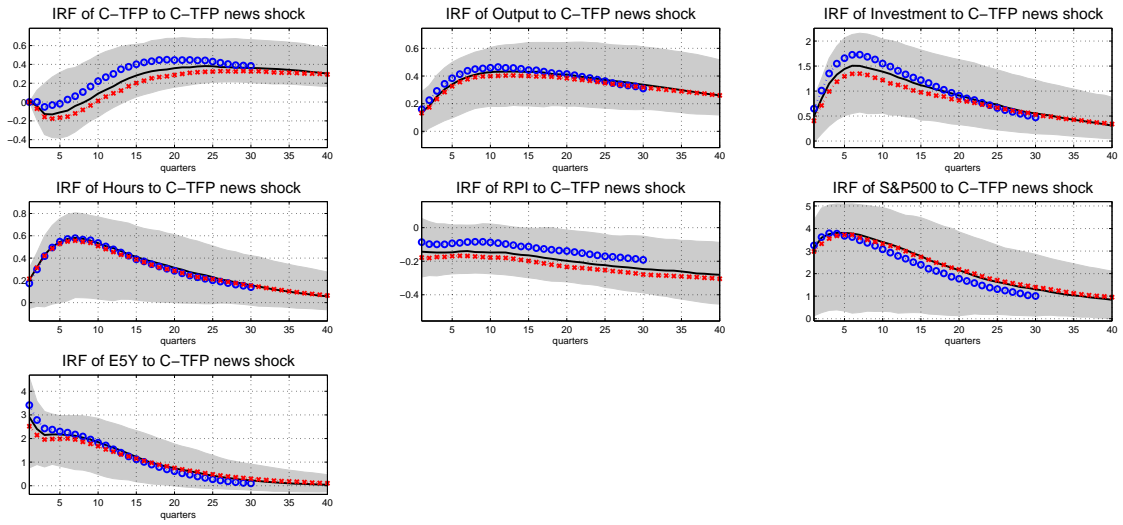 IRF of C−TFP to C−TFP news shock
0.6
0.4
0.2
0
−0.2
−0.4
5 10 15 20 25 30 35 40
quarters
IRF of Output to C−TFP news shock
0.6
0.4
0.2
0
5 10 15 20 25 30 35 40
quarters
IRF of Investment to C−TFP news shock
2
1.5
1
0.5
0
5 10 15 20 25 30 35 40
quarters
IRF of Hours to C−TFP news shock
0.8
0.6
0.4
0.2
0
5 10 15 20 25 30 35 40
quarters
IRF of RPI to C−TFP news shock
0
−0.2
−0.4
5 10 15 20 25 30 35 40
quarters
IRF of S&P500 to C−TFP news shock
5
4
3
2
1
0
5 10 15 20 25 30 35 40
quarters
IRF of E5Y to C−TFP news shock
4
3
2
1
0
5 10 15 20 25 30 35 40
quarters